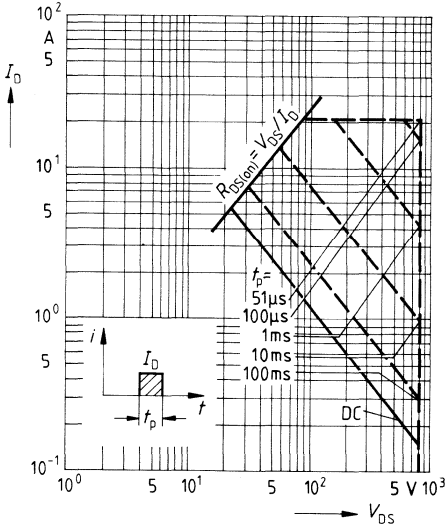 10²
A
5
I_D
10¹
5
10⁰
5
10⁻¹
R_DS(on) = V_DS/I_D
t_p=
51µs
100µs
1ms
10ms
100ms
DC
i
I_D
t_p
t
10⁰
5
10¹
5
10²
5 V 10³
V_DS